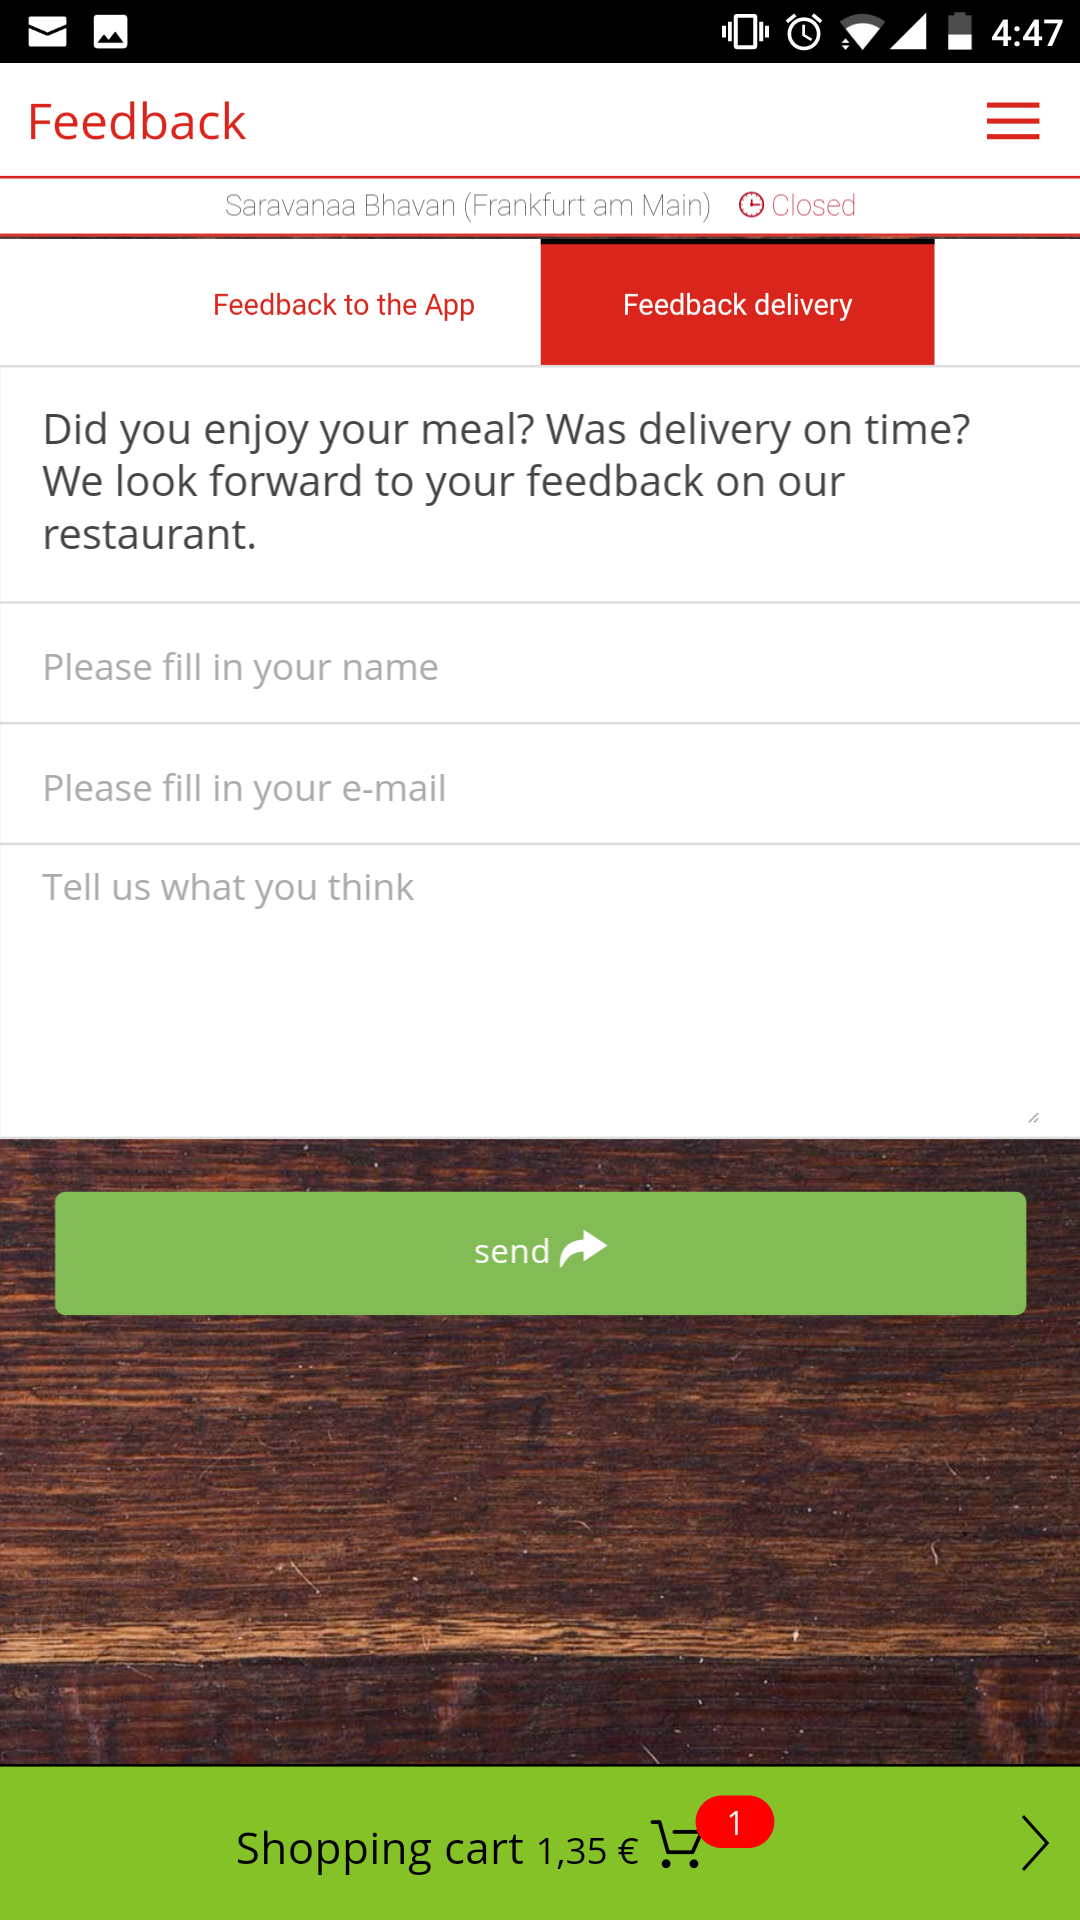 4:47
Feedback
Saravanaa Bhavan (Frankfurt am Main) Closed
Feedback to the App
Feedback delivery
Did you enjoy your meal? Was delivery on time?
We look forward to your feedback on our
restaurant.
Please fill in your name
Please fill in your e-mail
Tell us what you think
send
Shopping cart 1,35 € 1